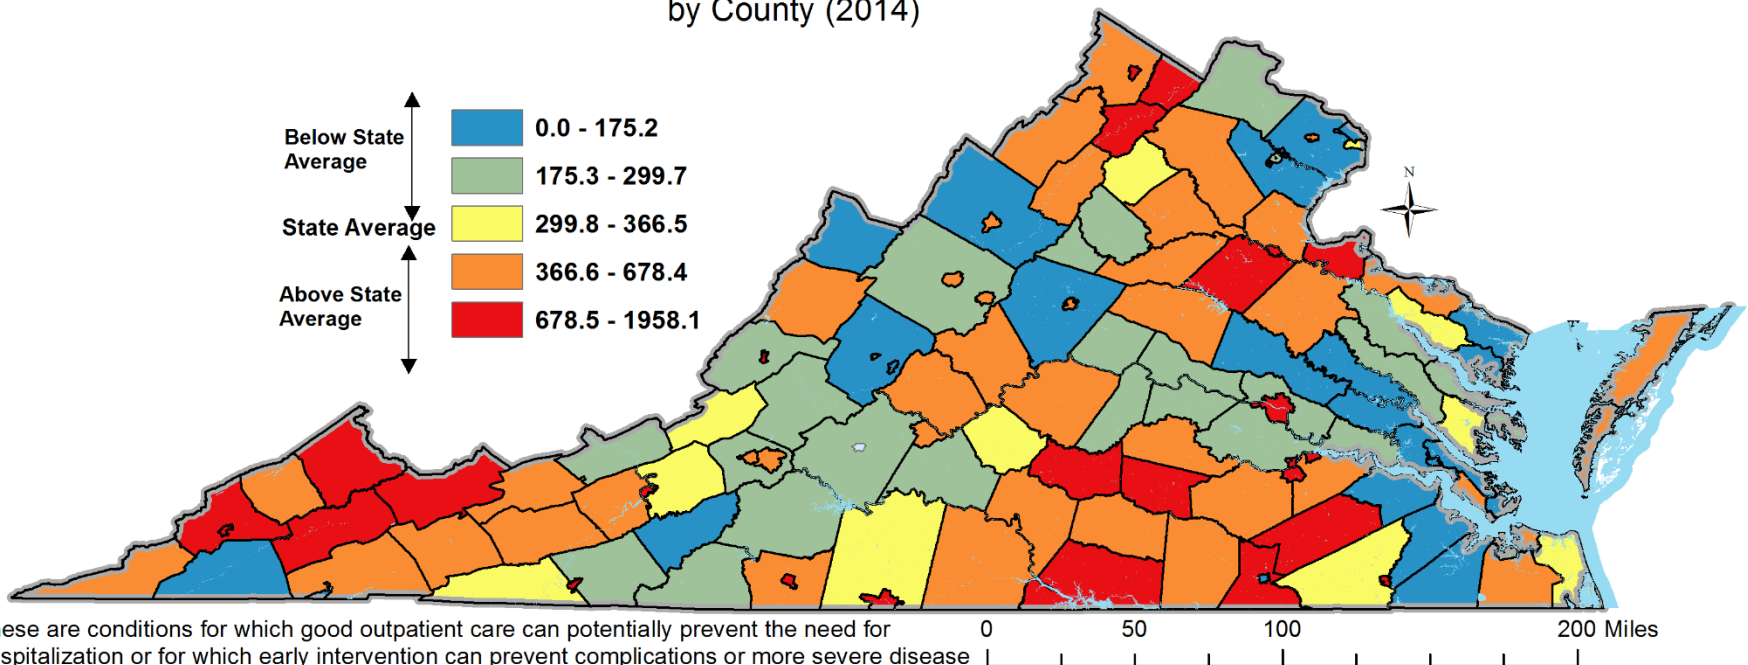 by County (2014)
Below State
Average
State Average
Above State
Average
0.0 - 175.2
175.3 - 299.7
299.8 - 366.5
366.6 - 678.4
678.5 - 1958.1
N
ese are conditions for which good outpatient care can potentially prevent the need for
spitalization or for which early intervention can prevent complications or more severe disease
0 50 100 200 Miles